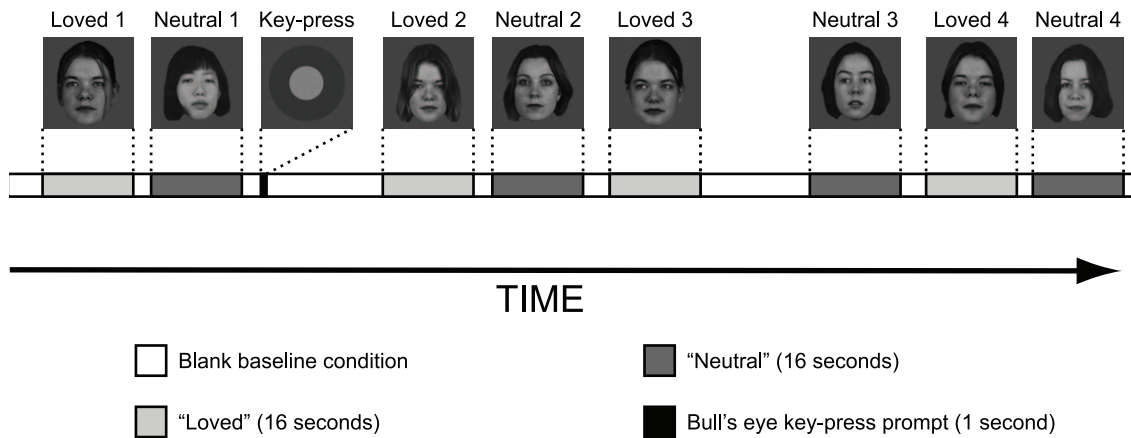 Loved 1 Neutral 1 Key-press Loved 2 Neutral 2 Loved 3 Neutral 3 Loved 4 Neutral 4
TIME
Blank baseline condition
“Neutral” (16 seconds)
“Loved” (16 seconds)
Bull’s eye key-press prompt (1 second)